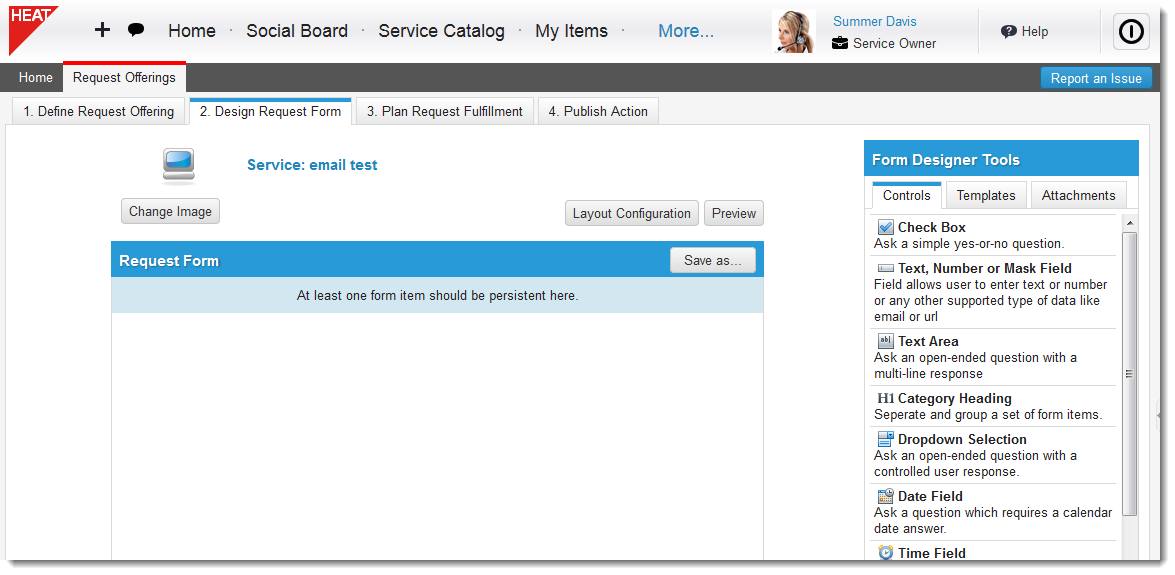 HEAT
Home · Social Board · Service Catalog · My Items · More...
Summer Davis
Service Owner
Help
Home
Request Offerings
Report an Issue
1. Define Request Offering
2. Design Request Form
3. Plan Request Fulfillment
4. Publish Action
Service: email test
Change Image
Layout Configuration
Preview
Request Form
Save as...
At least one form item should be persistent here.
Form Designer Tools
Controls
Templates
Attachments
Check Box
Ask a simple yes-or-no question.
Text, Number or Mask Field
Field allows user to enter text or number
or any other supported type of data like
email or url
ab| Text Area
Ask an open-ended question with a
multi-line response
H1 Category Heading
Seperate and group a set of form items.
Dropdown Selection
Ask an open-ended question with a
controlled user response.
Date Field
Ask a question which requires a calendar
date answer.
Time Field